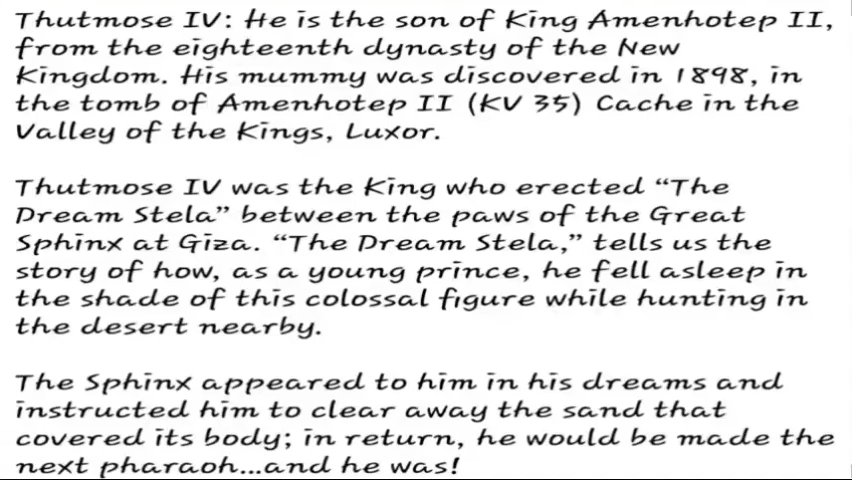 Thutmose IV: He is the son of King Amenhotep II,
from the eighteenth dynasty of the New
Kingdom. His mummy was discovered in 1898, in
the tomb of Amenhotep II (KV 35) Cache in the
Valley of the Kings, Luxor.
Thutmose IV was the King who erected “The
Dream Stela” between the paws of the Great
Sphinx at Giza. “The Dream Stela,” tells us the
story of how, as a young prince, he fell asleep in
the shade of this colossal figure while hunting in
the desert nearby.
The Sphinx appeared to him in his dreams and
instructed him to clear away the sand that
covered its body; in return, he would be made the
next pharaoh...and he was!